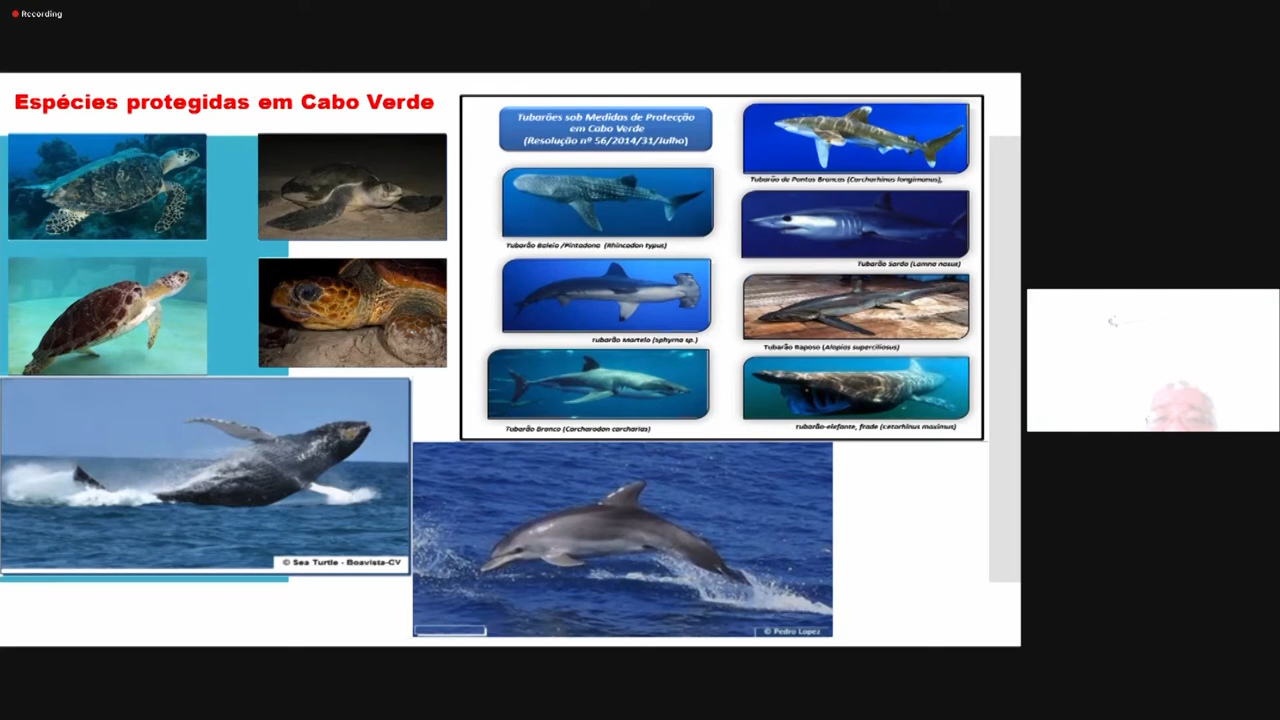 Recording
Espécies protegidas em Cabo Verde
Tubarões sob Medidas de Protecção
em Cabo Verde
(Resolução nº 56/2014/31/Julho)
Tubarão de Pontas Brancas (Carcharhinus longimanus),
Tubarão Baleia /Pintadona (Rhincodon typus)
Tubarão Sardo (Lamna nasus)
Tubarão Martelo (Sphyrna sp.)
Tubarão Raposo (Alopias superciliosus)
Tubarão Branco (Carcharodon carcharias)
Tubarão-elefante, frade (Cetorhinus maximus)
© Sea Turtle - Boavista-CV
© Pedro Lopez